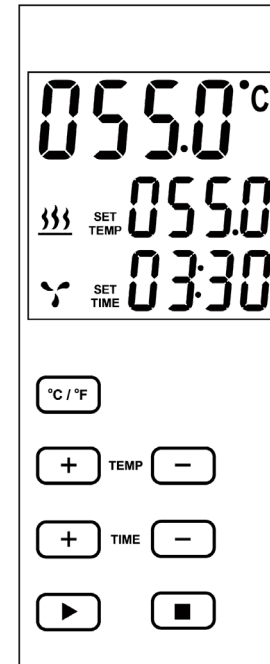 055.0°C
SET TEMP 055.0
SET TIME 03:30
°C / °F
+ TEMP −
+ TIME −